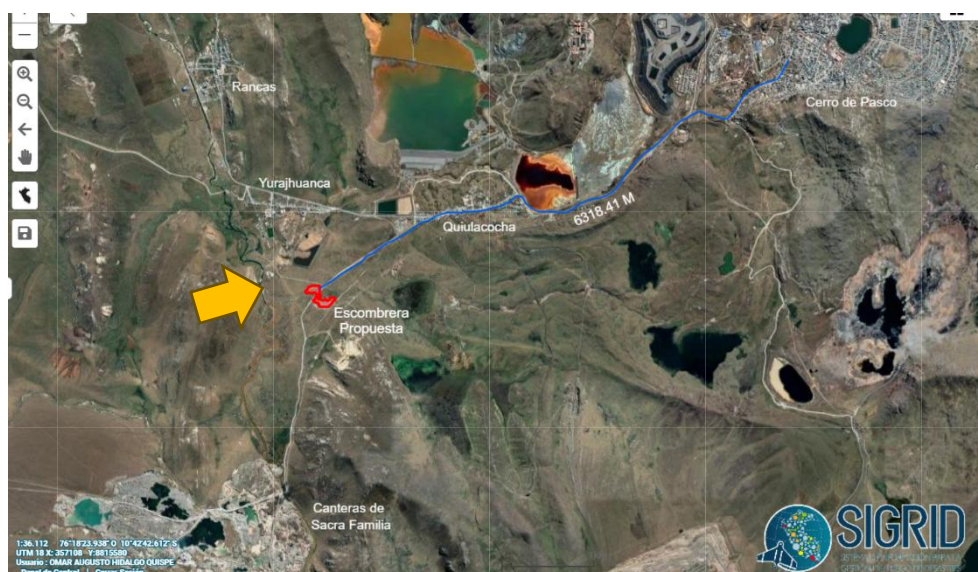 Rancas
Cerro de Pasco
Yurajhuanca
6318.41 M
Quiulacocha
Escombrera
Propuesta
Canteras de
Sacra Familia
SIGRID
1:36.112 76°18'23.938" O 10°42'42.612" S
UTM 18 X: 357108 Y:8815580
Usuario : OMAR AUGUSTO HIDALGO QUISPE